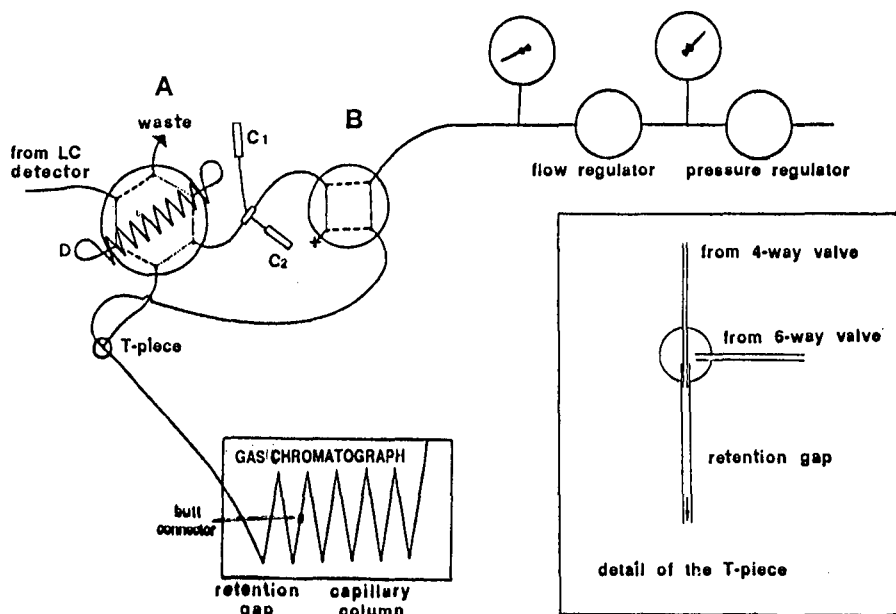 A
waste
from LC
detector
C1
B
D
C2
T-piece
flow regulator
pressure regulator
from 4-way valve
from 6-way valve
retention gap
detail of the T-piece
GAS CHROMATOGRAPH
butt
connector
retention
gap
capillary
column